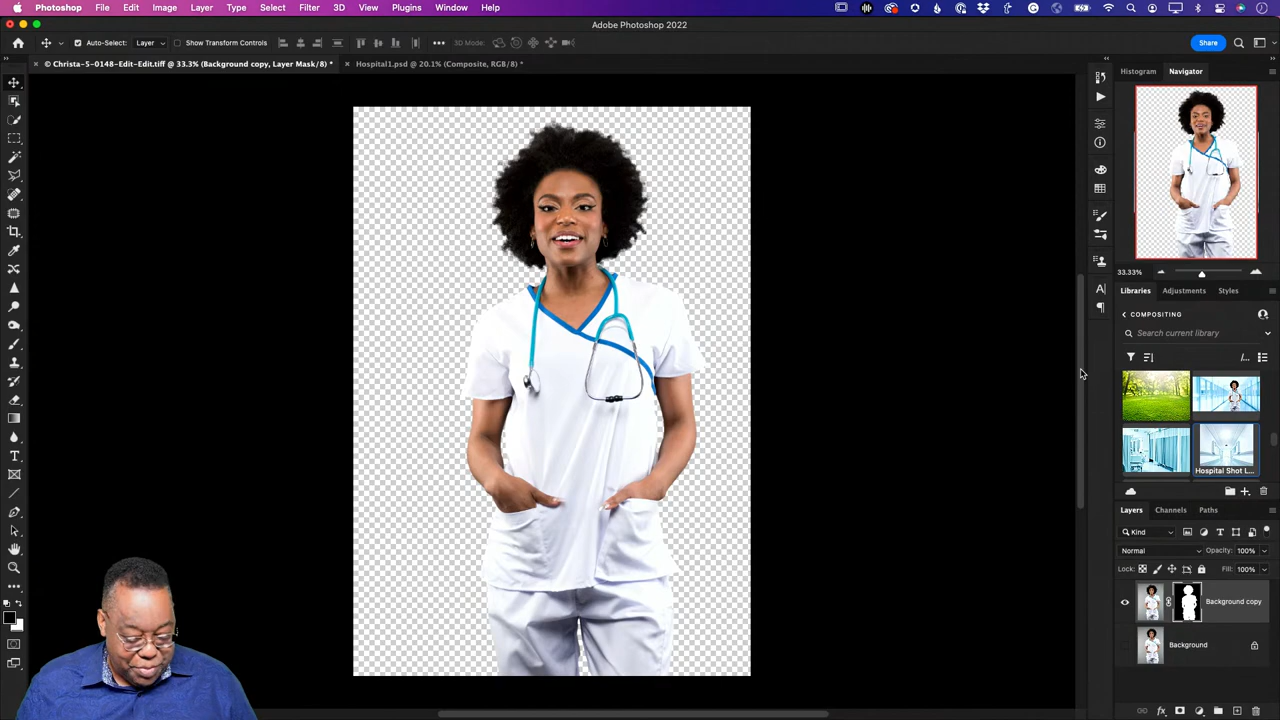 Photoshop File Edit Image Layer Type Select Filter 3D View Plugins Window Help
Adobe Photoshop 2022
Auto-Select: Layer Show Transform Controls 3D Mode: Share
© Christa-5-0148-Edit-Edit.tiff @ 33.3% (Background copy, Layer Mask/8) * Hospital1.psd @ 20.1% (Composite, RGB/8) *
Histogram Navigator
33.33%
Libraries Adjustments Styles
COMPOSITING
Search current library
Hospital Shot L...
Layers Channels Paths
Kind
Normal Opacity: 100%
Lock: Fill: 100%
Background copy
Background